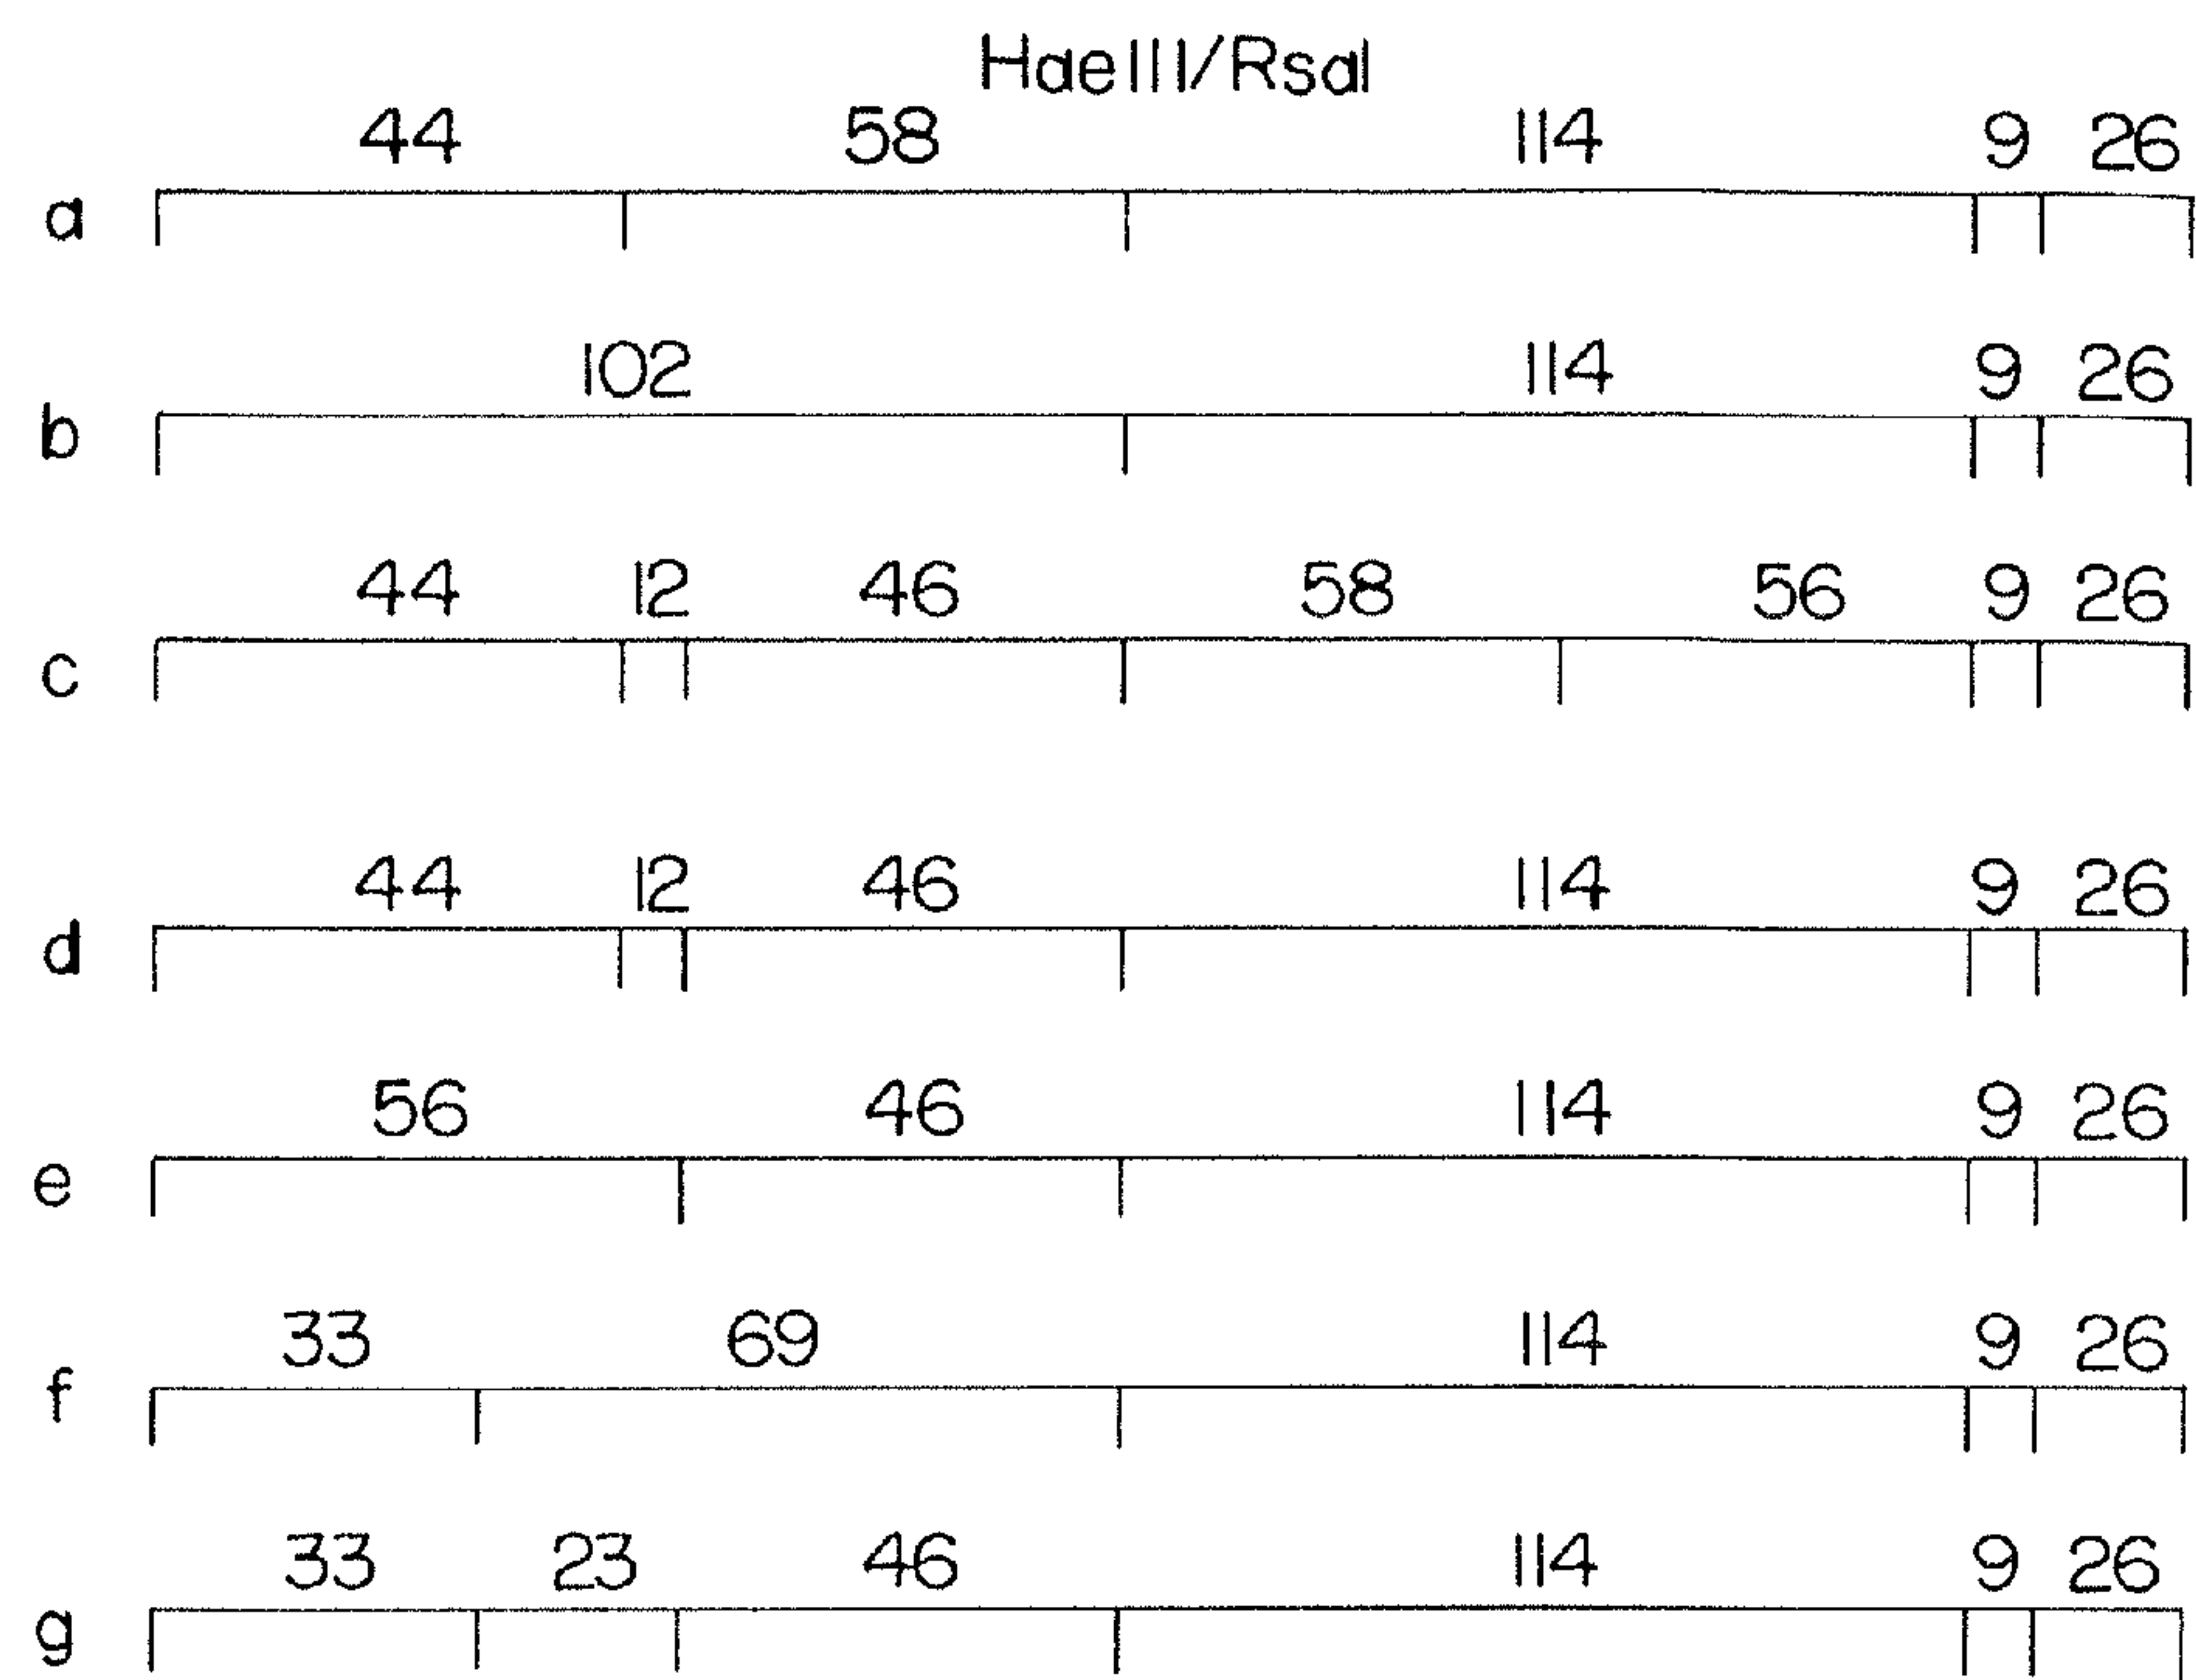 HaeIII/RsaI
44 58 114 9 26
a
102 114 9 26
b
44 12 46 58 56 9 26
c
44 12 46 114 9 26
d
56 46 114 9 26
e
33 69 114 9 26
f
33 23 46 114 9 26
g